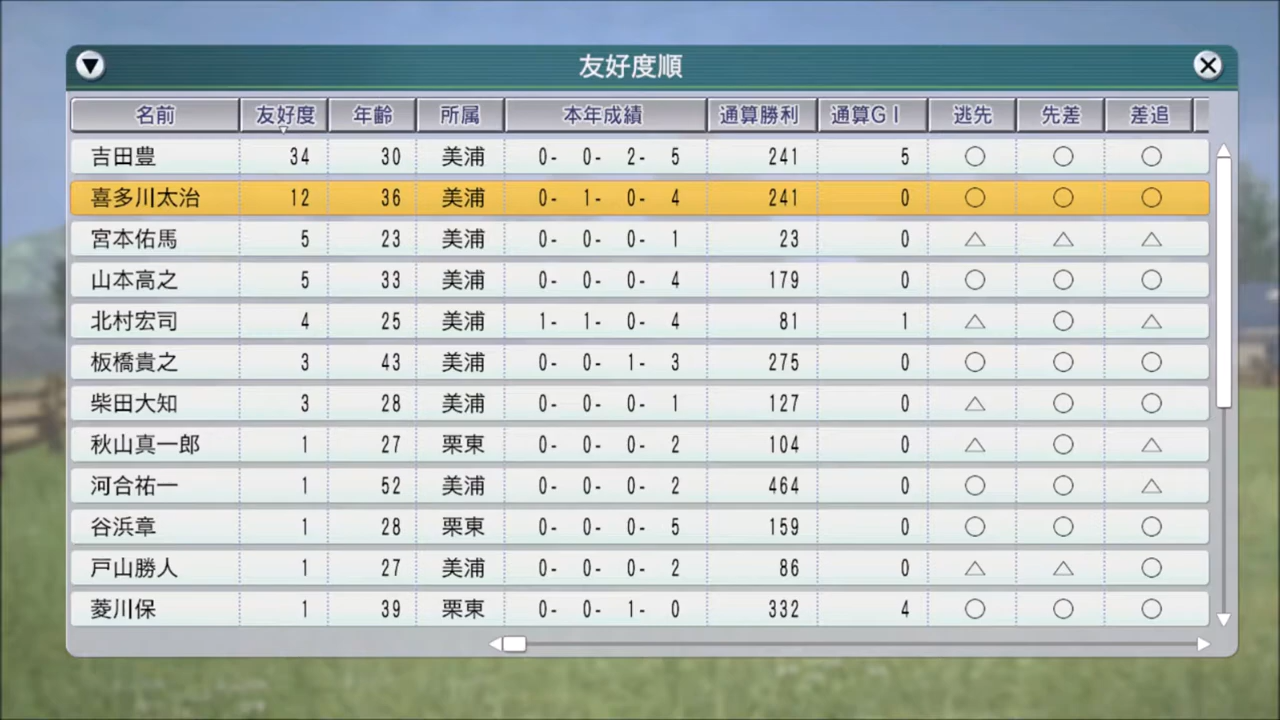 友好度順
名前 友好度 年齢 所属 本年成績 通算勝利 通算GⅠ 逃先 先差 差追
吉田豊 34 30 美浦 0- 0- 2- 5 241 5 ○ ○ ○
喜多川太治 12 36 美浦 0- 1- 0- 4 241 0 ○ ○ ○
宮本佑馬 5 23 美浦 0- 0- 0- 1 23 0 △ △ △
山本高之 5 33 美浦 0- 0- 0- 4 179 0 ○ ○ ○
北村宏司 4 25 美浦 1- 1- 0- 4 81 1 △ ○ △
板橋貴之 3 43 美浦 0- 0- 1- 3 275 0 ○ ○ ○
柴田大知 3 28 美浦 0- 0- 0- 1 127 0 △ ○ ○
秋山真一郎 1 27 栗東 0- 0- 0- 2 104 0 △ ○ △
河合祐一 1 52 美浦 0- 0- 0- 2 464 0 ○ ○ △
谷浜章 1 28 栗東 0- 0- 0- 5 159 0 ○ ○ ○
戸山勝人 1 27 美浦 0- 0- 0- 2 86 0 △ △ ○
菱川保 1 39 栗東 0- 0- 1- 0 332 4 ○ ○ ○